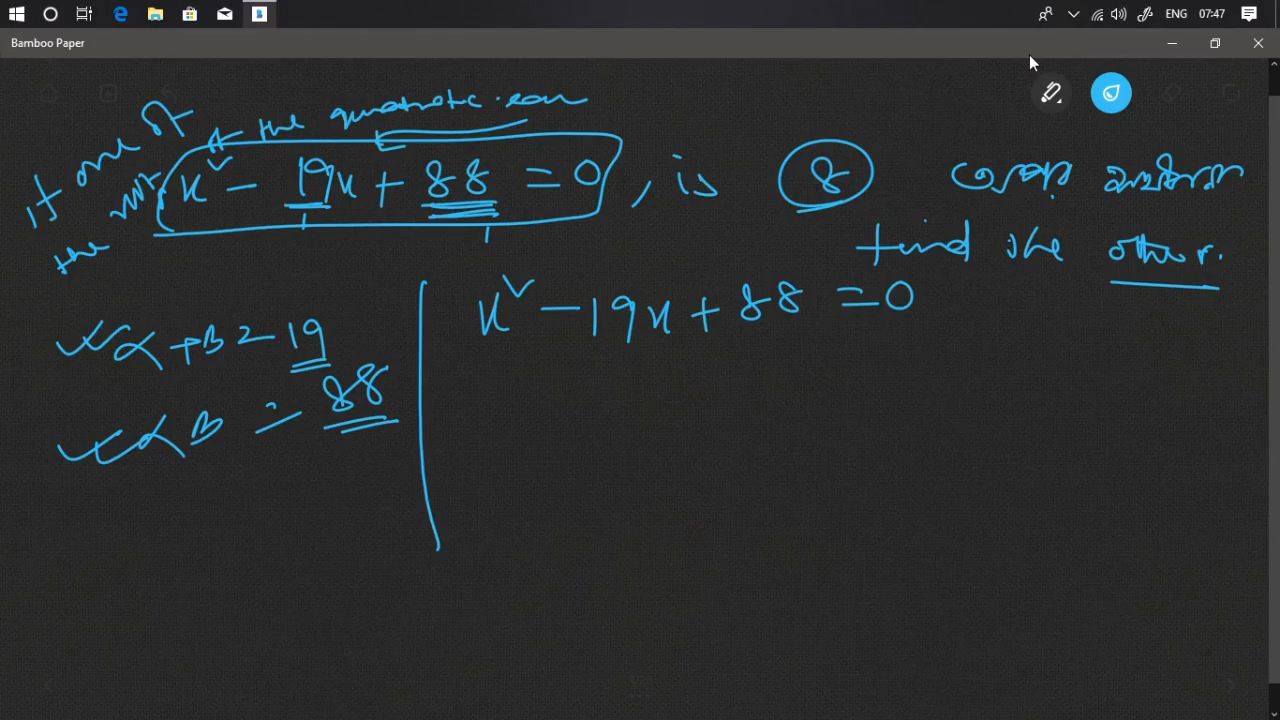 ENG 07:47
Bamboo Paper
If one of
the of the quadratic eqn
x² - 19x + 88 = 0 , is 8
find the other.
α + β = 19
αβ = 88
x² - 19x + 88 = 0